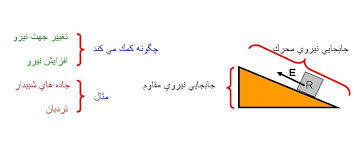 تغيير جهت نيرو
چگونه كمك مي كند
افزايش نيرو
جابجايي نيروي محرك
جاده هاي شيبدار
مثال
نردبان
جابجايي نيروي مقاوم
E
R